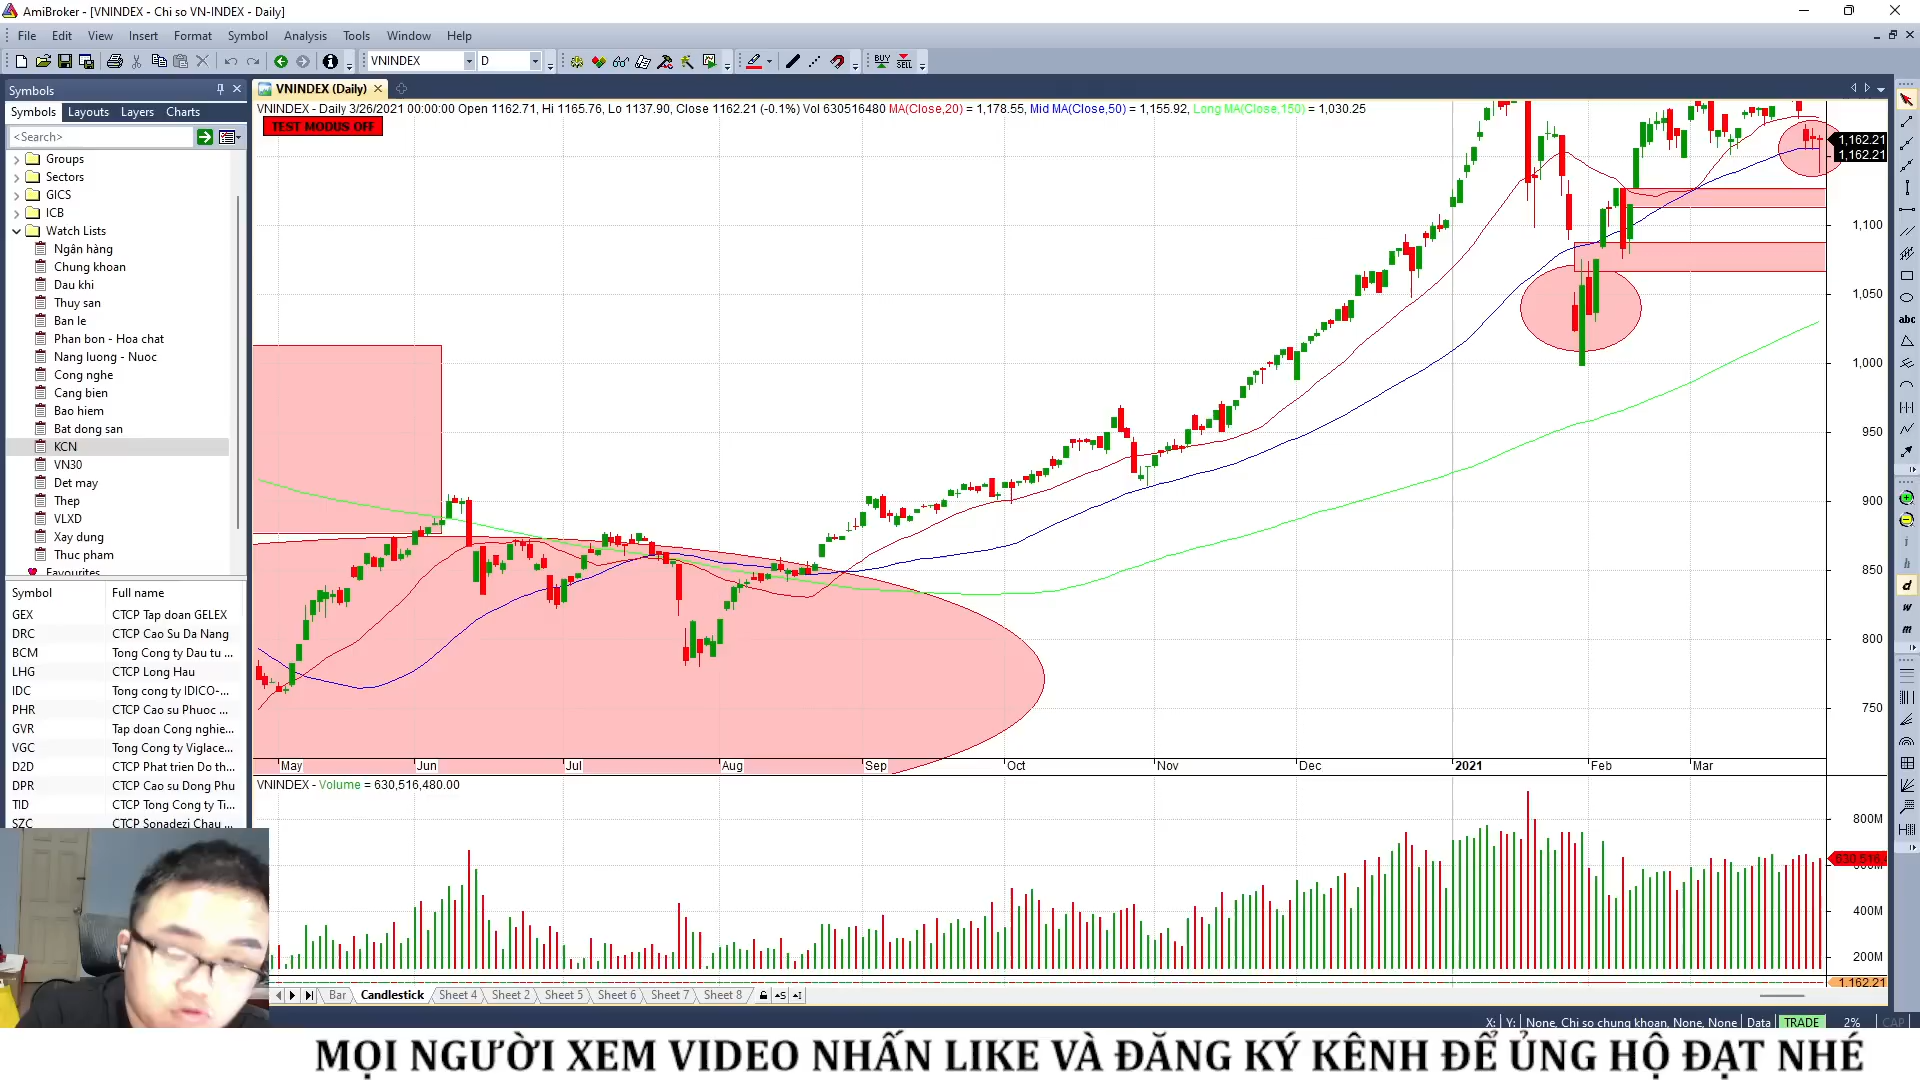 AmiBroker - [VNINDEX - Chi so VN-INDEX - Daily]
File Edit View Insert Format Symbol Analysis Tools Window Help
VNINDEX D BUY SELL
Symbols
VNINDEX (Daily)
Symbols Layouts Layers Charts
VNINDEX - Daily 3/26/2021 00:00:00 Open 1162.71, Hi 1165.76, Lo 1137.90, Close 1162.21 (-0.1%) Vol 630516480 MA(Close,20) = 1,178.55, Mid MA(Close,50) = 1,155.92, Long MA(Close,150) = 1,030.25
TEST MODUS OFF
<Search>
Groups
Sectors
GICS
ICB
Watch Lists
Ngân hàng
Chung khoan
Dau khi
Thuy san
Ban le
Phan bon - Hoa chat
Nang luong - Nuoc
Cong nghe
Cang bien
Bao hiem
Bat dong san
KCN
VN30
Det may
Thep
VLXD
Xay dung
Thuc pham
Favourites
Symbol Full name
GEX CTCP Tap doan GELEX
DRC CTCP Cao Su Da Nang
BCM Tong Cong ty Dau tu ...
LHG CTCP Long Hau
IDC Tong cong ty IDICO-...
PHR CTCP Cao su Phuoc ...
GVR Tap doan Cong nghie...
VGC Tong Cong ty Viglace...
D2D CTCP Phat trien Do th...
DPR CTCP Cao su Dong Phu
TID CTCP Tong Cong ty Ti...
SZC CTCP Sonadezi Chau ...
1,162.21
1,162.21
1,100
1,050
1,000
950
900
850
800
750
May Jun Jul Aug Sep Oct Nov Dec 2021 Feb Mar
VNINDEX - Volume = 630,516,480.00
800M
630,516,4
600M
400M
200M
1,162.21
abc
i
h
d
w
m
Bar Candlestick Sheet 4 Sheet 2 Sheet 5 Sheet 6 Sheet 7 Sheet 8
X: Y: None, Chi so chung khoan, None, None Data TRADE 2% CAP
MỌI NGƯỜI XEM VIDEO NHẤN LIKE VÀ ĐĂNG KÝ KÊNH ĐỂ ỦNG HỘ ĐẠT NHÉ